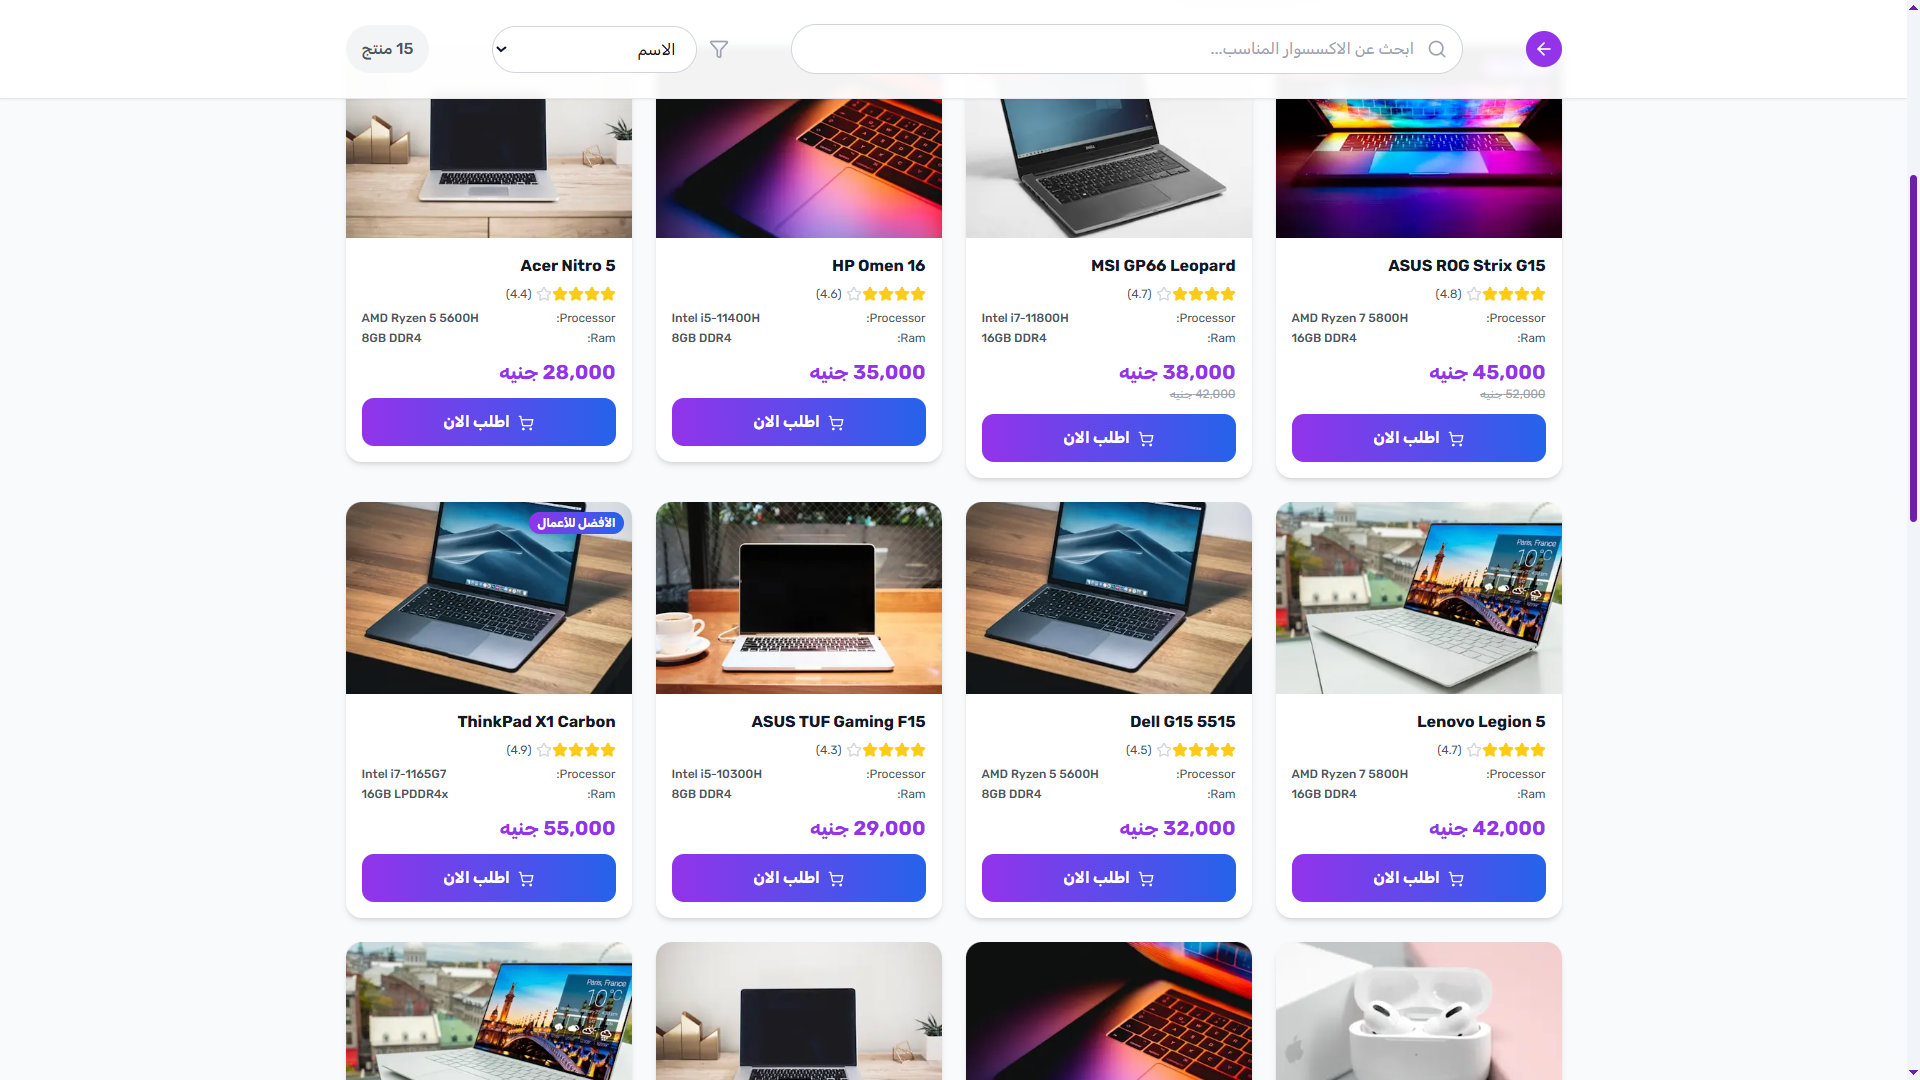 ابحث عن الاكسسوار المناسب...
الاسم
15 منتج
ASUS ROG Strix G15
(4.8)
Processor: AMD Ryzen 7 5800H
Ram: 16GB DDR4
45,000 جنيه
52,000 جنيه
اطلب الان
MSI GP66 Leopard
(4.7)
Processor: Intel i7-11800H
Ram: 16GB DDR4
38,000 جنيه
42,000 جنيه
اطلب الان
HP Omen 16
(4.6)
Processor: Intel i5-11400H
Ram: 8GB DDR4
35,000 جنيه
اطلب الان
Acer Nitro 5
(4.4)
Processor: AMD Ryzen 5 5600H
Ram: 8GB DDR4
28,000 جنيه
اطلب الان
Paris, France
10°C
Lenovo Legion 5
(4.7)
Processor: AMD Ryzen 7 5800H
Ram: 16GB DDR4
42,000 جنيه
اطلب الان
Dell G15 5515
(4.5)
Processor: AMD Ryzen 5 5600H
Ram: 8GB DDR4
32,000 جنيه
اطلب الان
ASUS TUF Gaming F15
(4.3)
Processor: Intel i5-10300H
Ram: 8GB DDR4
29,000 جنيه
اطلب الان
الأفضل للأعمال
ThinkPad X1 Carbon
(4.9)
Processor: Intel i7-1165G7
Ram: 16GB LPDDR4x
55,000 جنيه
اطلب الان
Paris, France
10°C